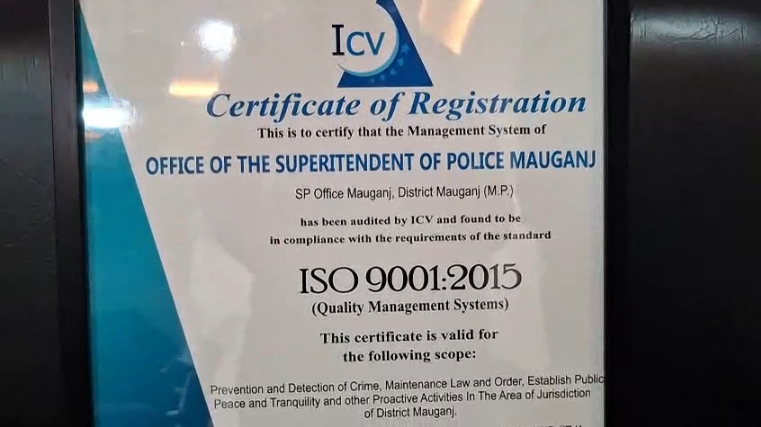 ICV
Certificate of Registration
This is to certify that the Management System of
OFFICE OF THE SUPERITENDENT OF POLICE MAUGANJ
SP Office Mauganj, District Mauganj (M.P.)
has been audited by ICV and found to be
in compliance with the requirements of the standard
ISO 9001:2015
(Quality Management Systems)
This certificate is valid for
the following scope:
Prevention and Detection of Crime, Maintenance Law and Order, Establish Public
Peace and Tranquility and other Proactive Activities In The Area of Jurisdiction
of District Mauganj.